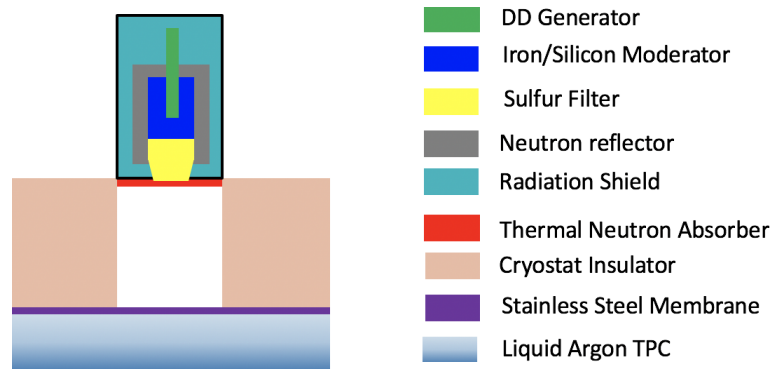 DD Generator
Iron/Silicon Moderator
Sulfur Filter
Neutron reflector
Radiation Shield
Thermal Neutron Absorber
Cryostat Insulator
Stainless Steel Membrane
Liquid Argon TPC